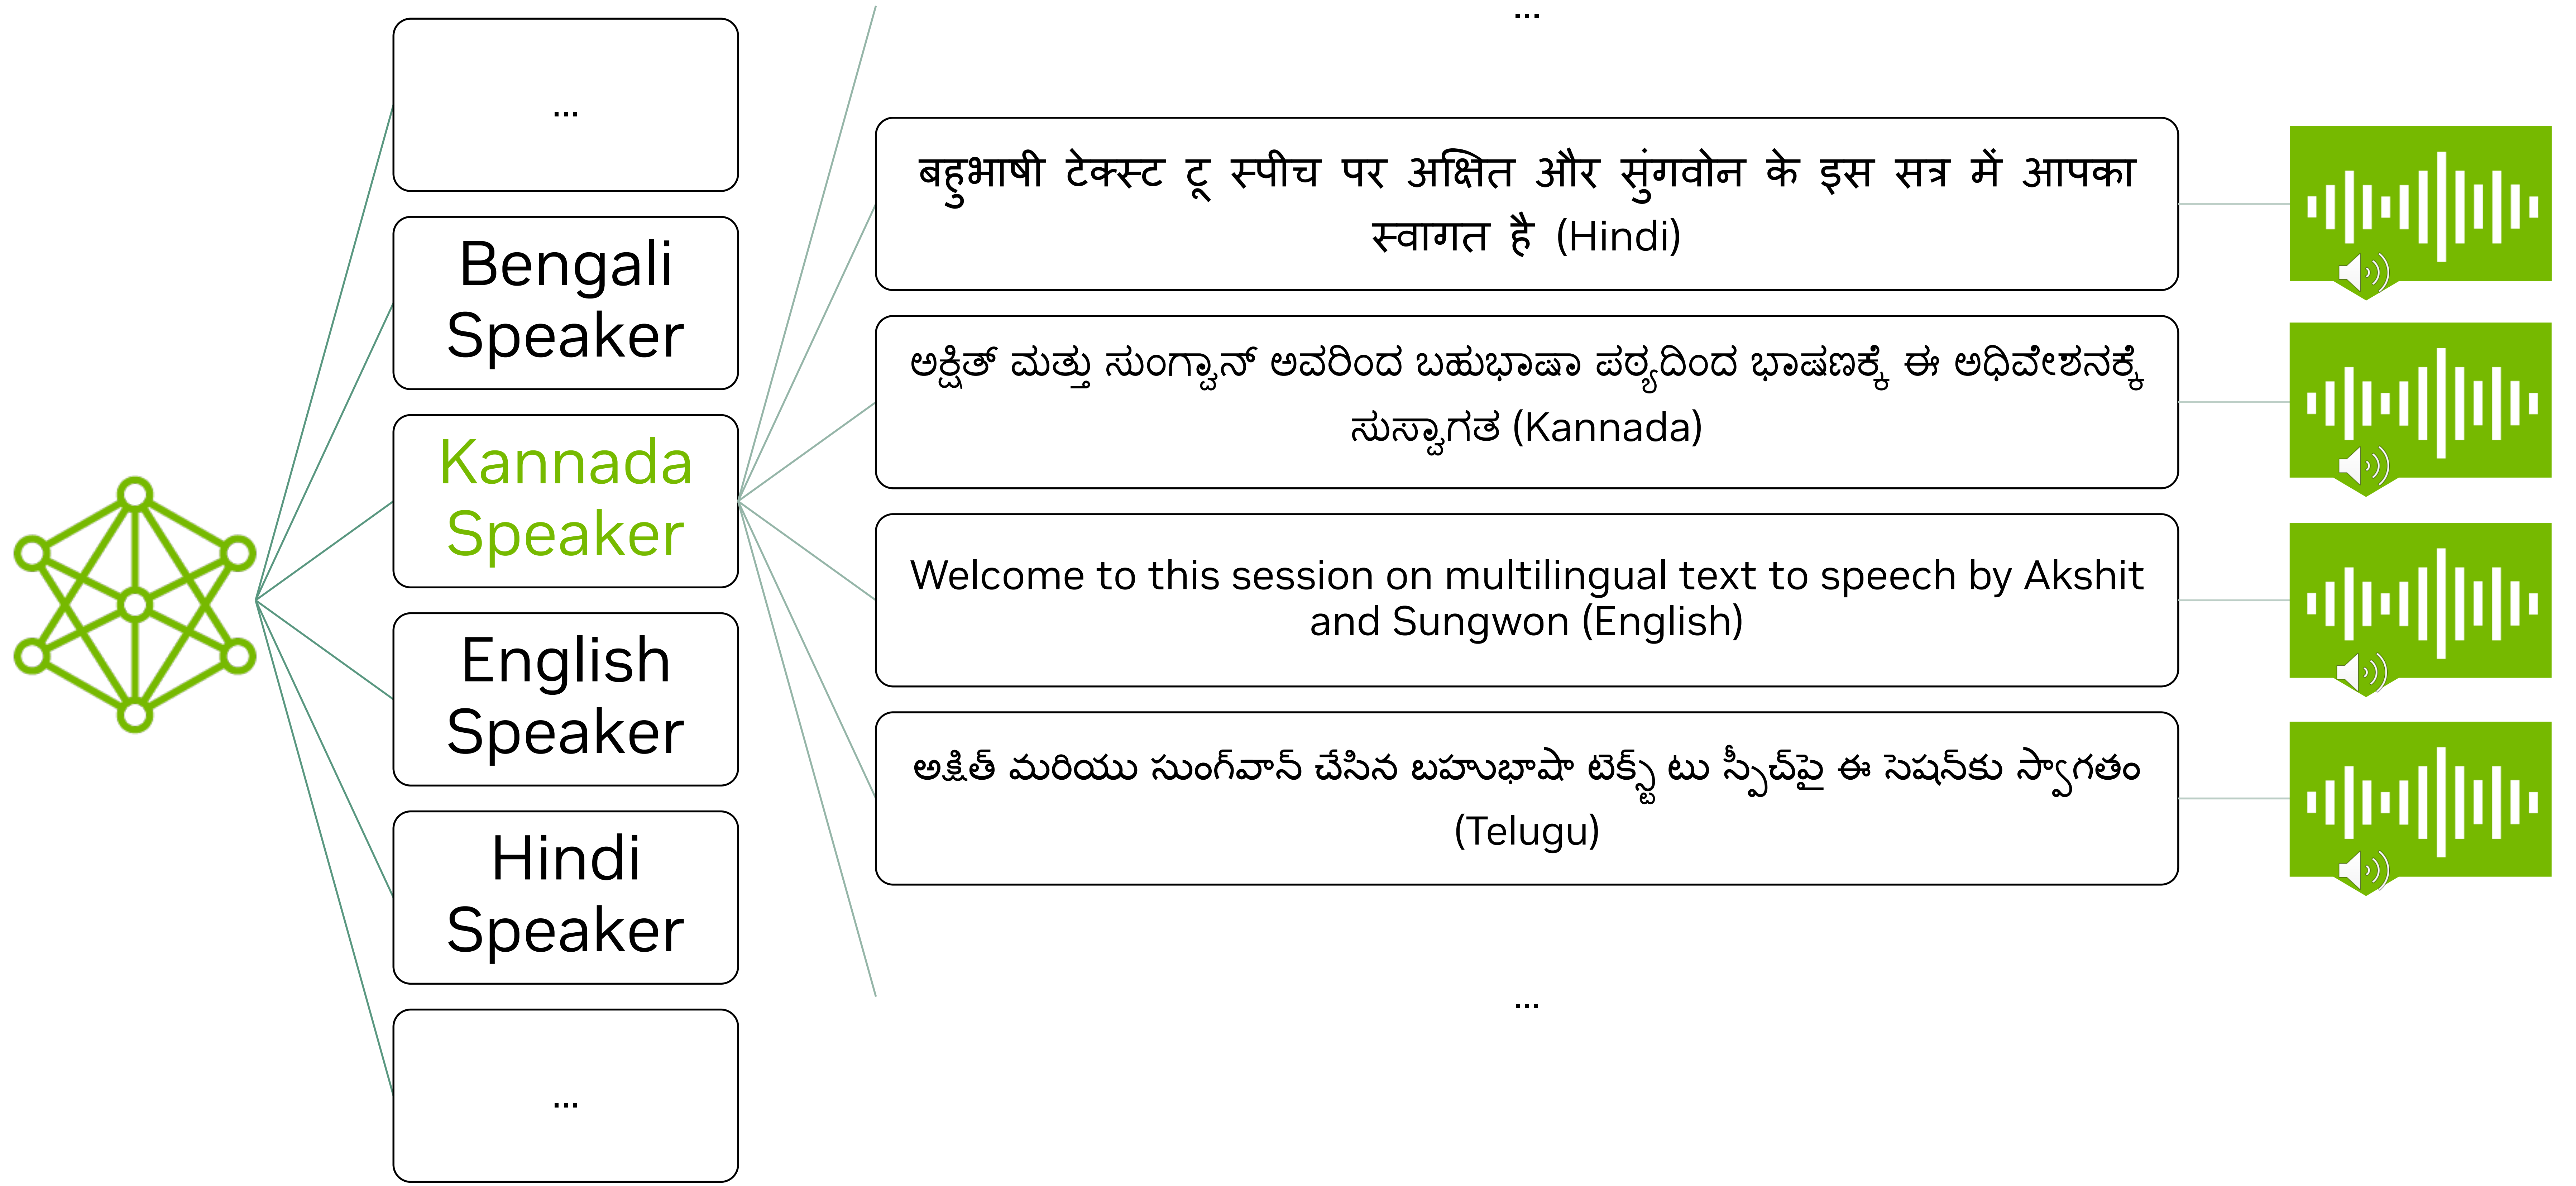 ...
Bengali
Speaker
Kannada
Speaker
English
Speaker
Hindi
Speaker
...
...
बहुभाषी टेक्स्ट टू स्पीच पर अक्षित और सुंगवोन के इस सत्र में आपका
स्वागत है (Hindi)
ಅಕ್ಷಿತ್ ಮತ್ತು ಸುಂಗ್ವಾನ್ ಅವರಿಂದ ಬಹುಭಾಷಾ ಪಠ್ಯದಿಂದ ಭಾಷಣಕ್ಕೆ ಈ ಅಧಿವೇಶನಕ್ಕೆ
ಸುಸ್ವಾಗತ (Kannada)
Welcome to this session on multilingual text to speech by Akshit
and Sungwon (English)
అక్షిత్ మరియు సుంగ్‌వాన్ చేసిన బహుభాషా టెక్స్ట్ టు స్పీచ్‌పై ఈ సెషన్‌కు స్వాగతం
(Telugu)
...